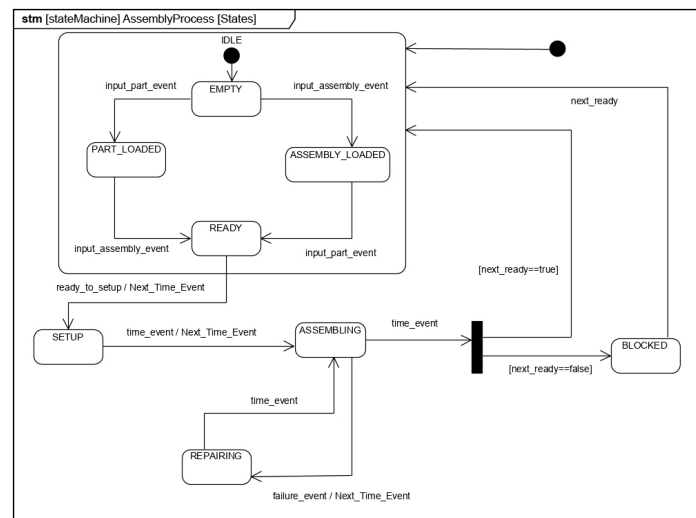 stm [stateMachine] AssemblyProcess [States]
IDLE
EMPTY
input_part_event
input_assembly_event
next_ready
PART_LOADED
ASSEMBLY_LOADED
READY
input_assembly_event
input_part_event
[next_ready==true]
ready_to_setup / Next_Time_Event
SETUP
time_event / Next_Time_Event
ASSEMBLING
time_event
BLOCKED
[next_ready==false]
time_event
REPAIRING
failure_event / Next_Time_Event